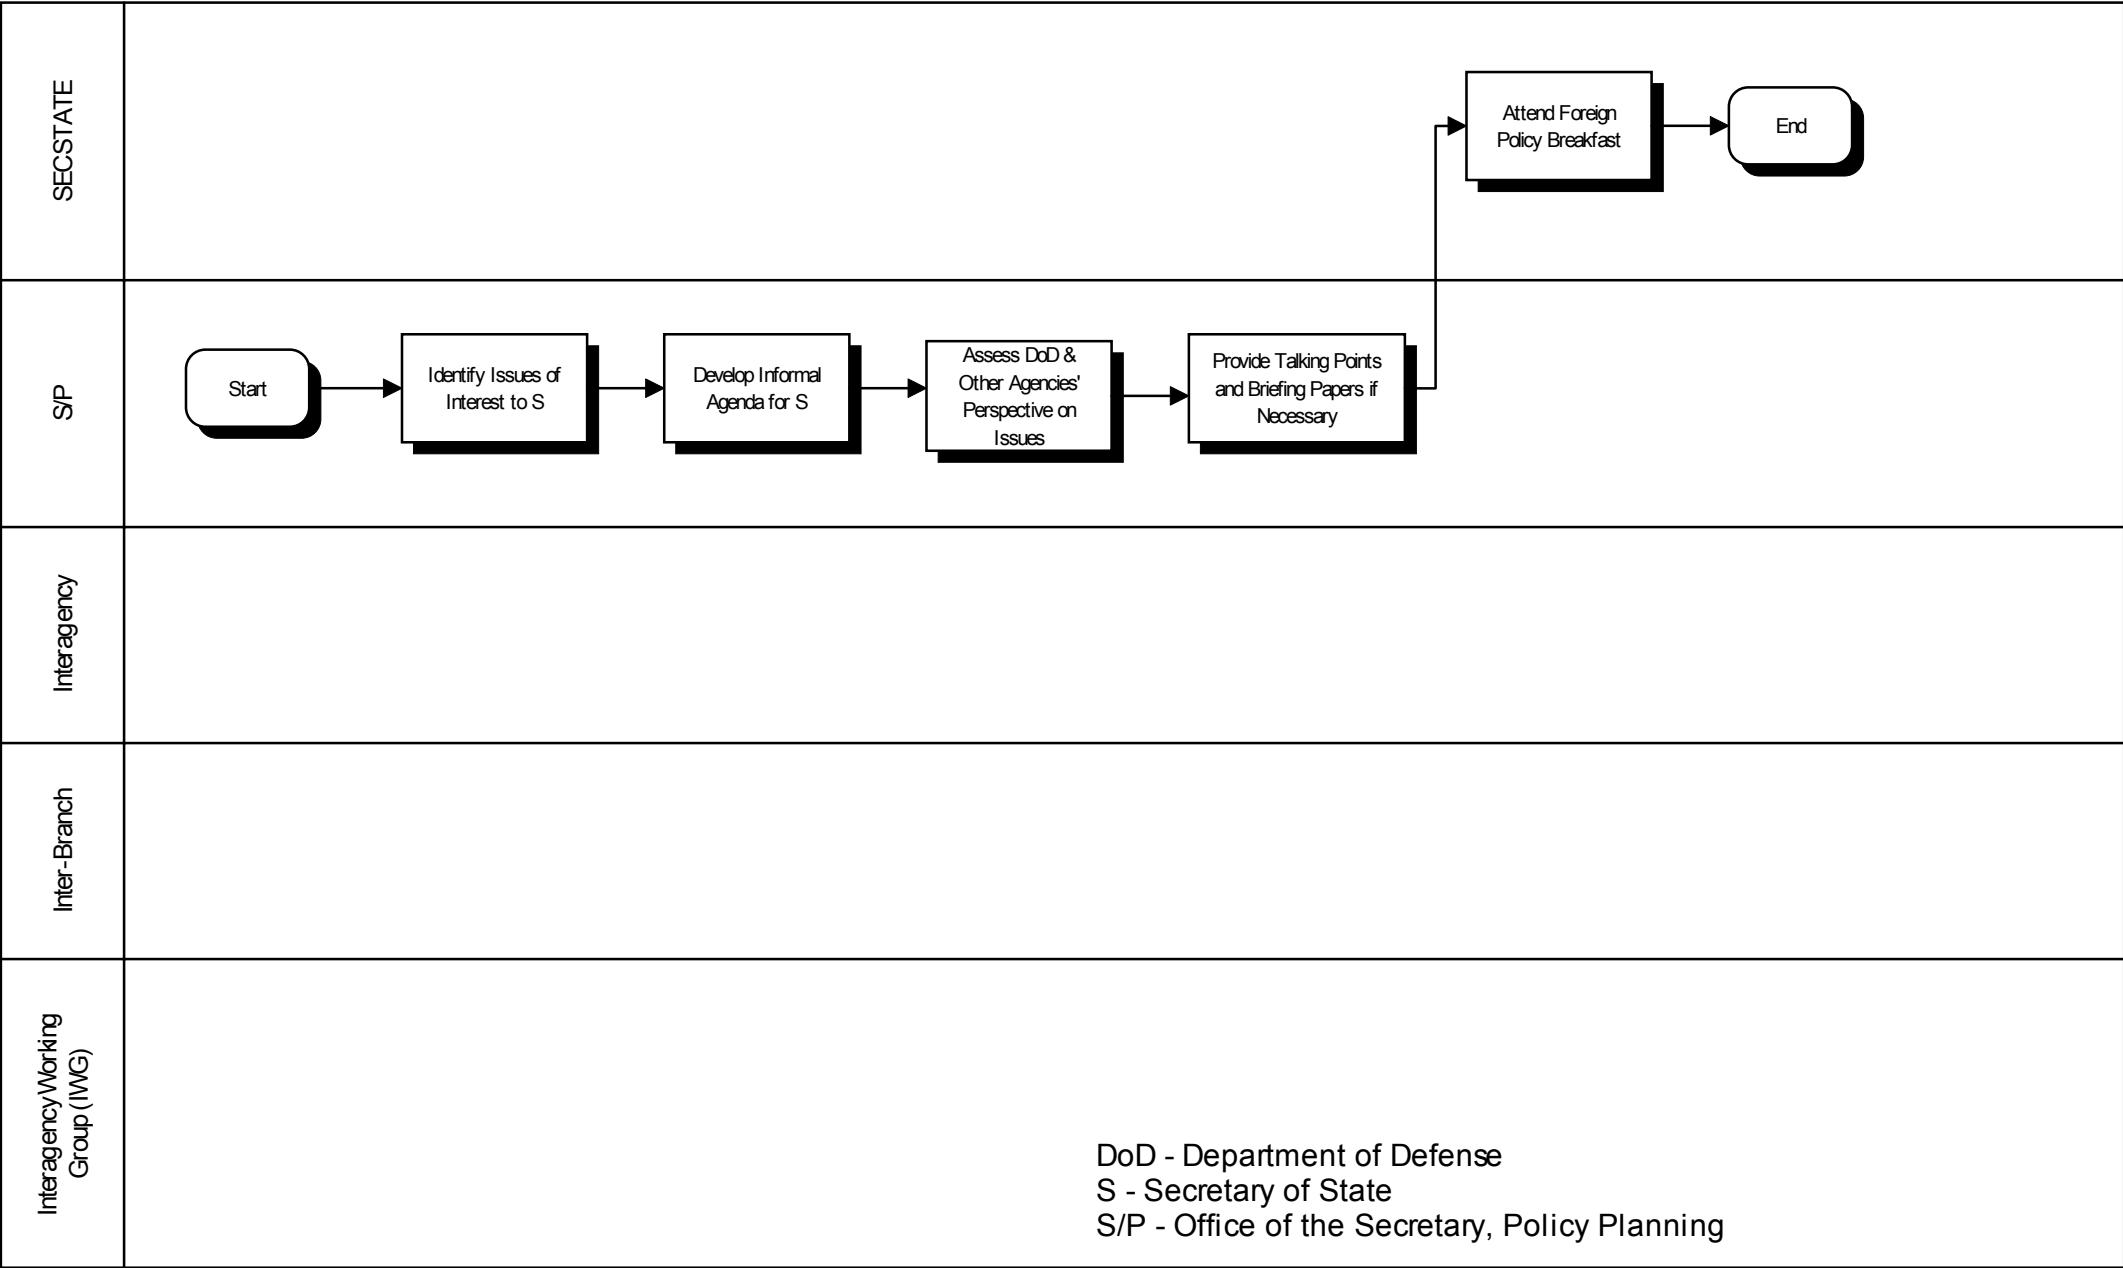 SECSTATE
Attend Foreign
Policy Breakfast
End
S/P
Start
Identify Issues of
Interest to S
Develop Informal
Agenda for S
Assess DoD &
Other Agencies'
Perspective on
Issues
Provide Talking Points
and Briefing Papers if
Necessary
Interagency
Inter-Branch
Interagency Working
Group (IWG)
DoD - Department of Defense
S - Secretary of State
S/P - Office of the Secretary, Policy Planning